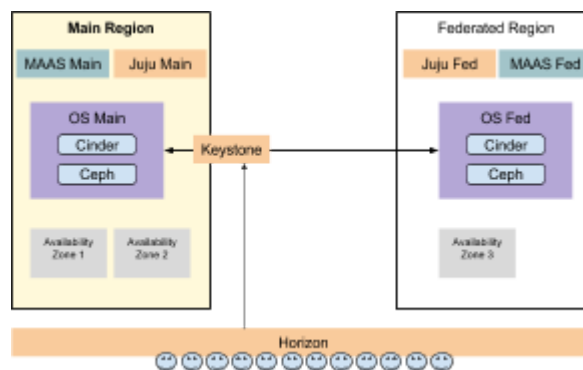 Main Region
MAAS Main
Juju Main
OS Main
Cinder
Ceph
Availability
Zone 1
Availability
Zone 2
Keystone
Federated Region
Juju Fed
MAAS Fed
OS Fed
Cinder
Ceph
Availability
Zone 3
Horizon